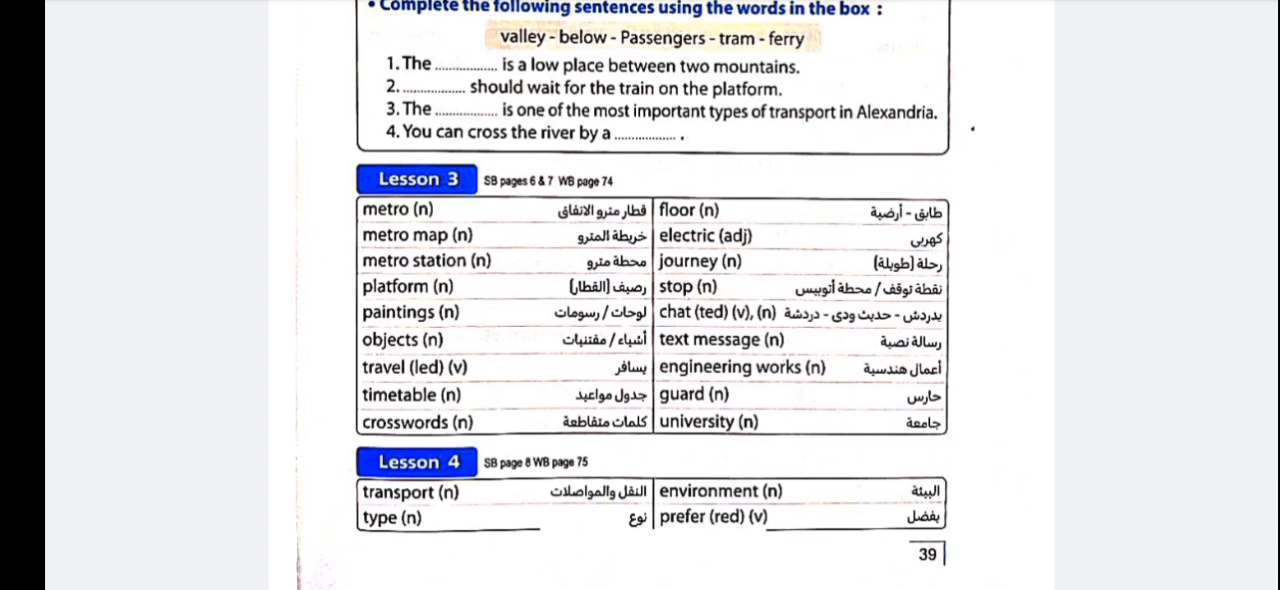 • Complete the following sentences using the words in the box :
valley - below - Passengers - tram - ferry
1. The ................. is a low place between two mountains.
2. ................. should wait for the train on the platform.
3. The ................. is one of the most important types of transport in Alexandria.
4. You can cross the river by a ................. .
Lesson 3 SB pages 6 & 7 WB page 74
metro (n) قطار مترو الانفاق floor (n) طابق - أرضية
metro map (n) خريطة المترو electric (adj) كهربى
metro station (n) محطة مترو journey (n) رحلة (طويلة)
platform (n) رصيف (القطار) stop (n) نقطة توقف / محطة أتوبيس
paintings (n) لوحات / رسومات chat (ted) (v), (n) يدردش - حديث ودى - دردشة
objects (n) أشياء / مقتنيات text message (n) رسالة نصية
travel (led) (v) يسافر engineering works (n) أعمال هندسية
timetable (n) جدول مواعيد guard (n) حارس
crosswords (n) كلمات متقاطعة university (n) جامعة
Lesson 4 SB page 8 WB page 75
transport (n) النقل والمواصلات environment (n) البيئة
type (n) نوع prefer (red) (v) يفضل
39